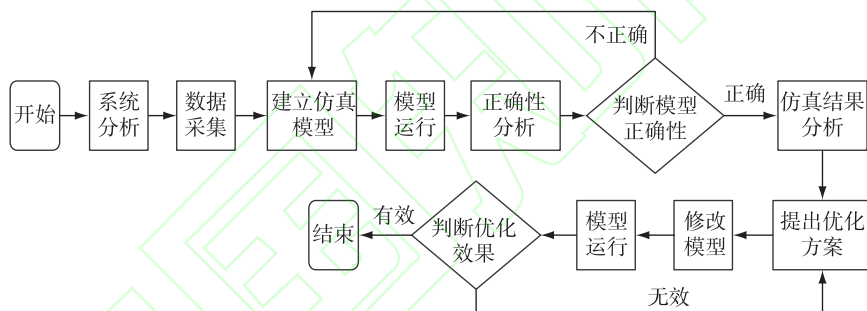 不正确
开始
系统
分析
数据
采集
建立仿真
模型
模型
运行
正确性
分析
判断模型
正确性
正确
仿真结果
分析
结束
有效
判断优化
效果
模型
运行
修改
模型
提出优化
方案
无效